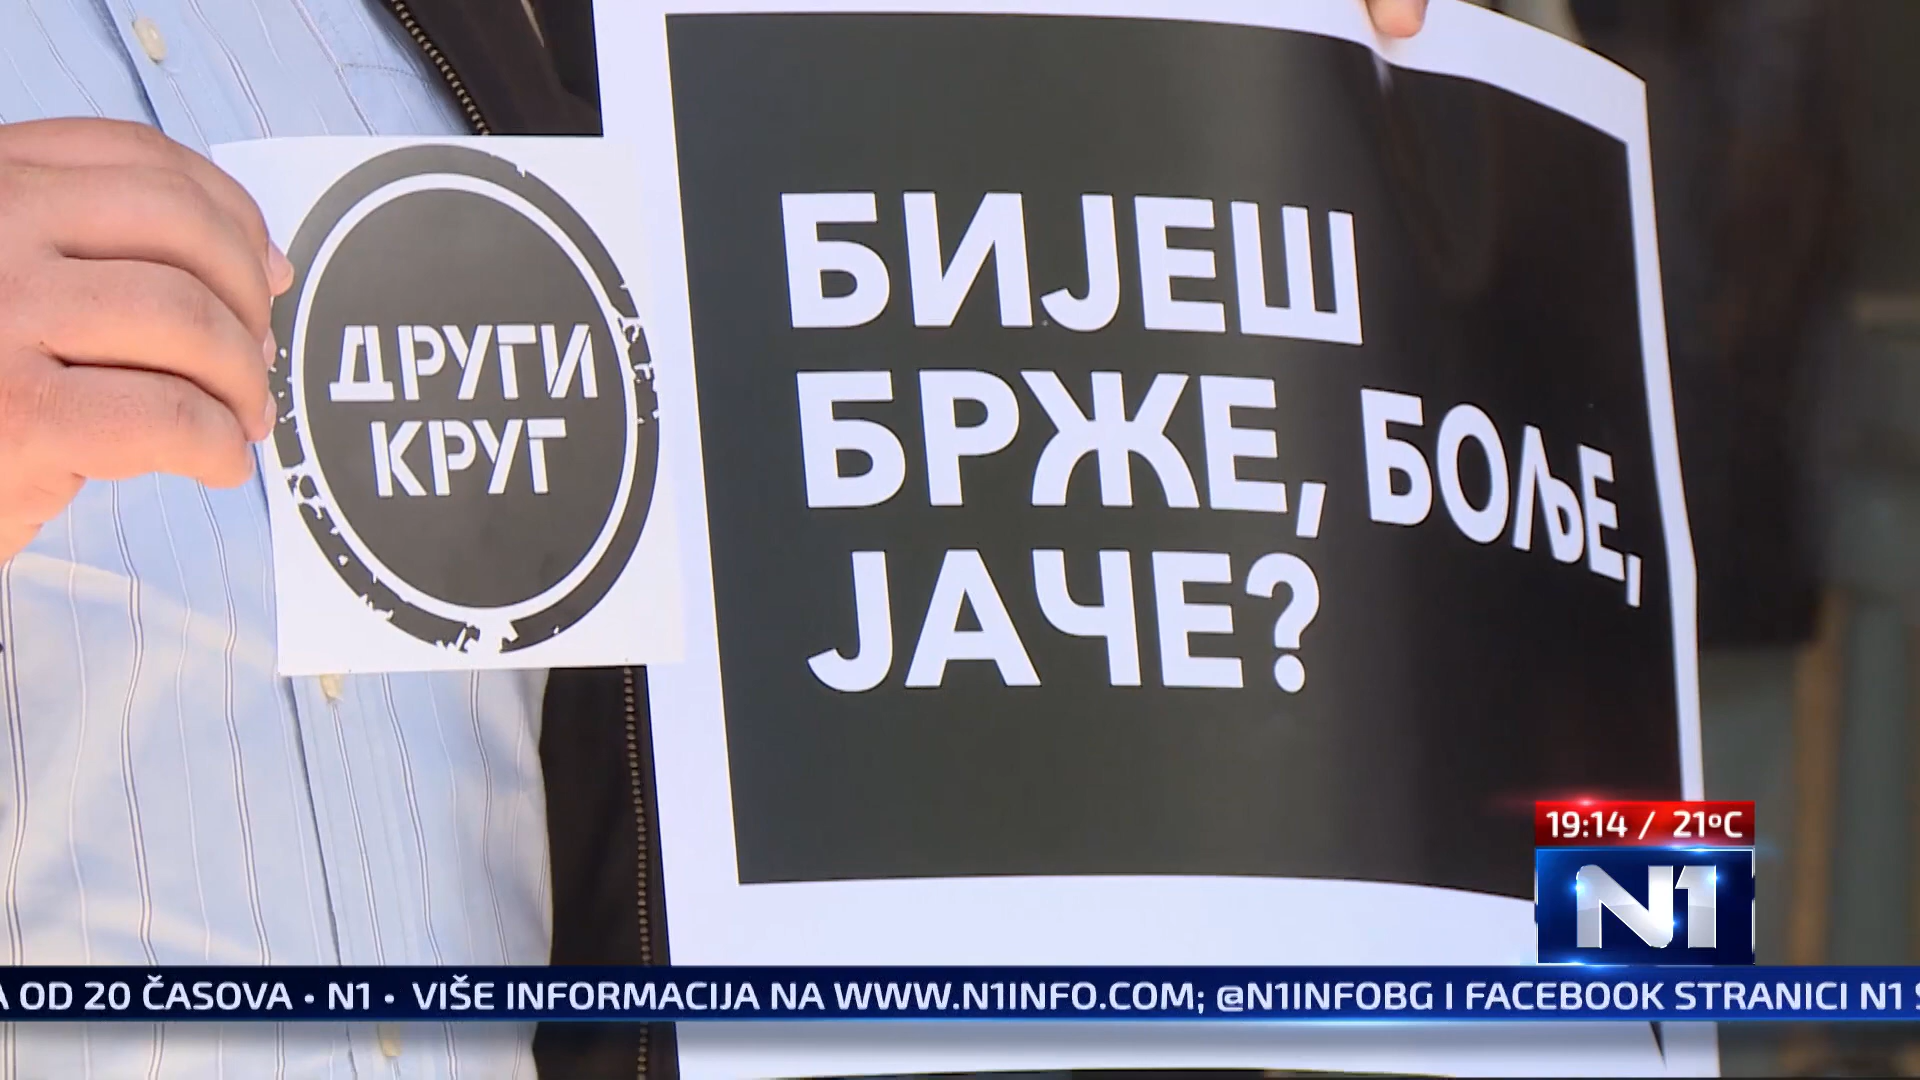 ДРУГИ
КРУГ
БИЈЕШ
БРЖЕ, БОЉЕ,
ЈАЧЕ?
19:14 / 21ºC
N1
OD 20 ČASOVA • N1 • VIŠE INFORMACIJA NA WWW.N1INFO.COM; @N1INFOBG I FACEBOOK STRANICI N1